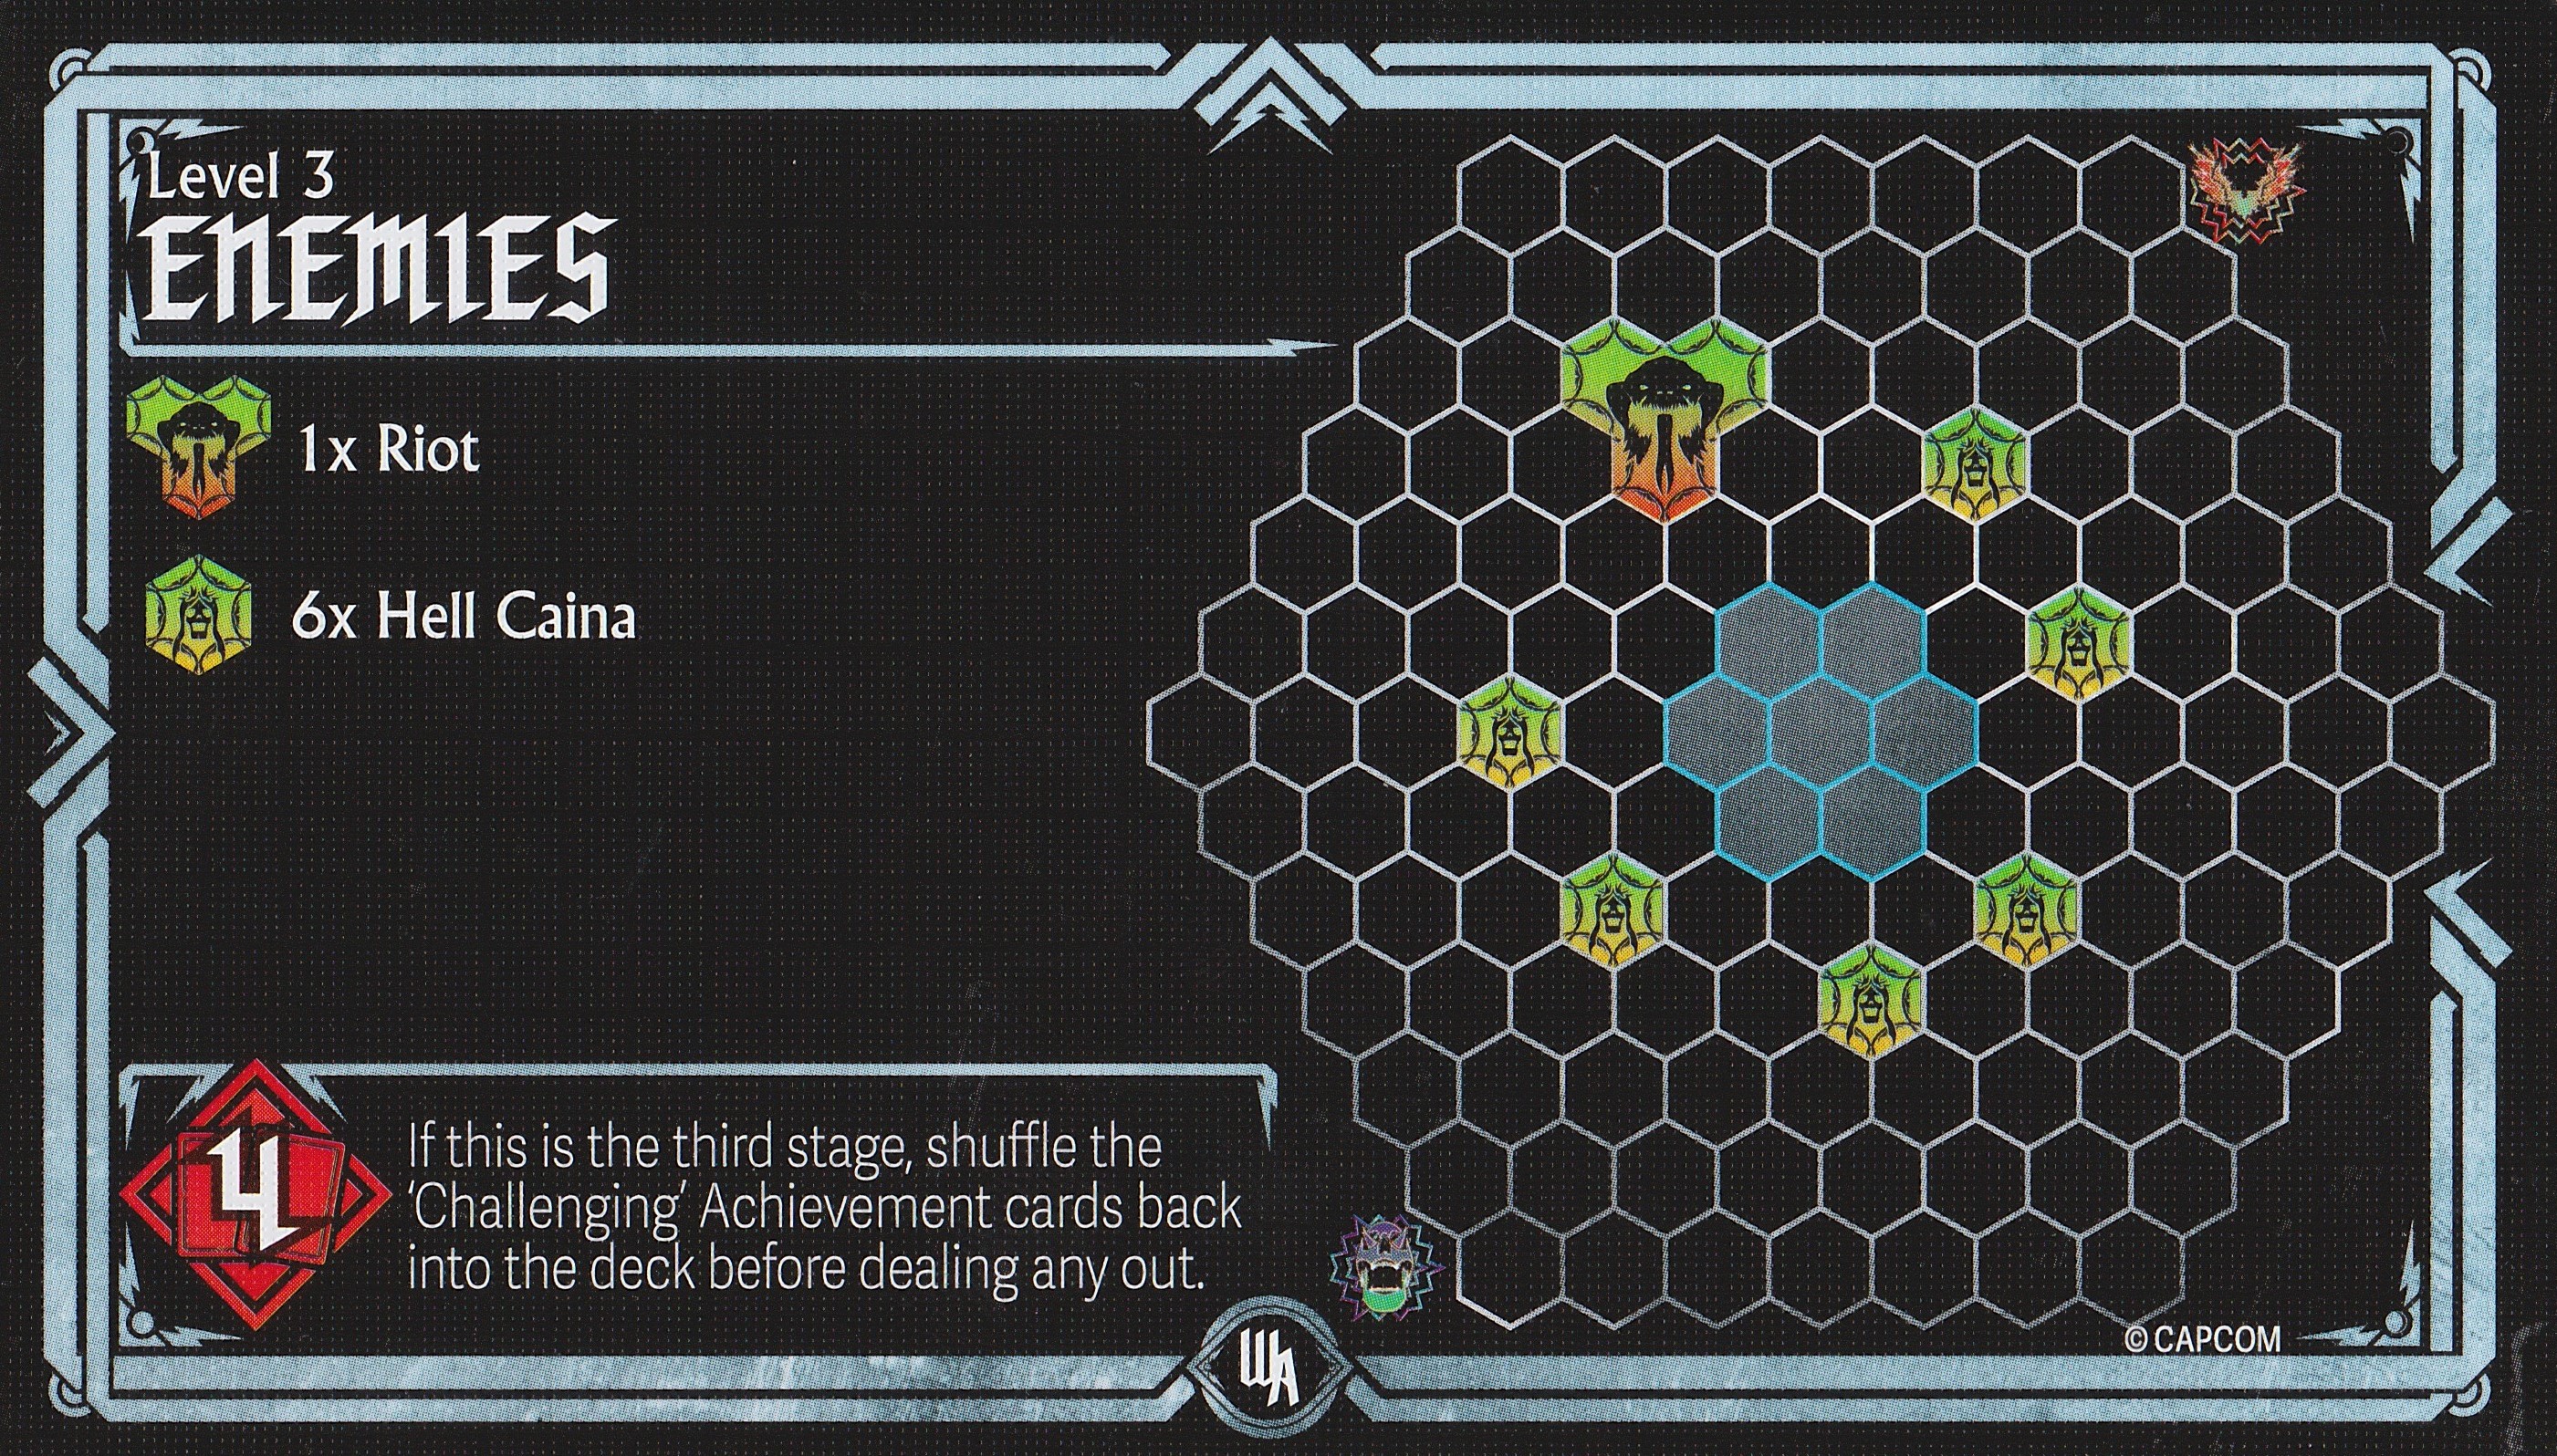 Level 3
ENEMIES
1x Riot
6x Hell Caina
4
If this is the third stage, shuffle the
‘Challenging’ Achievement cards back
into the deck before dealing any out.
WA
© CAPCOM